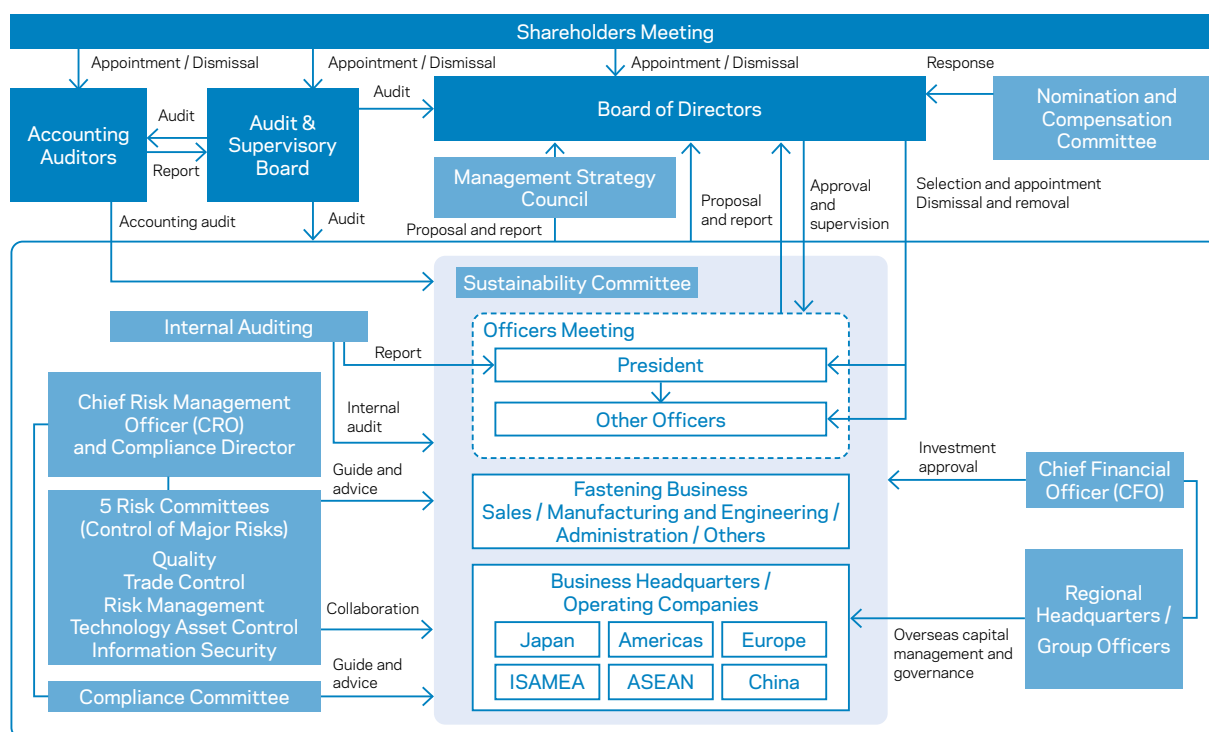 Shareholders Meeting
Appointment / Dismissal
Appointment / Dismissal
Appointment / Dismissal
Response
Accounting
Auditors
Audit
Report
Audit &
Supervisory
Board
Audit
Board of Directors
Nomination and
Compensation
Committee
Management Strategy
Council
Accounting audit
Audit
Proposal and report
Proposal
and report
Approval
and
supervision
Selection and appointment
Dismissal and removal
Sustainability Committee
Internal Auditing
Report
Officers Meeting
President
Other Officers
Chief Risk Management
Officer (CRO)
and Compliance Director
Internal
audit
Guide and
advice
5 Risk Committees
(Control of Major Risks)
Quality
Trade Control
Risk Management
Technology Asset Control
Information Security
Collaboration
Guide and
advice
Compliance Committee
Fastening Business
Sales / Manufacturing and Engineering /
Administration / Others
Business Headquarters /
Operating Companies
Japan
Americas
Europe
ISAMEA
ASEAN
China
Investment
approval
Chief Financial
Officer (CFO)
Overseas capital
management and
governance
Regional
Headquarters /
Group Officers